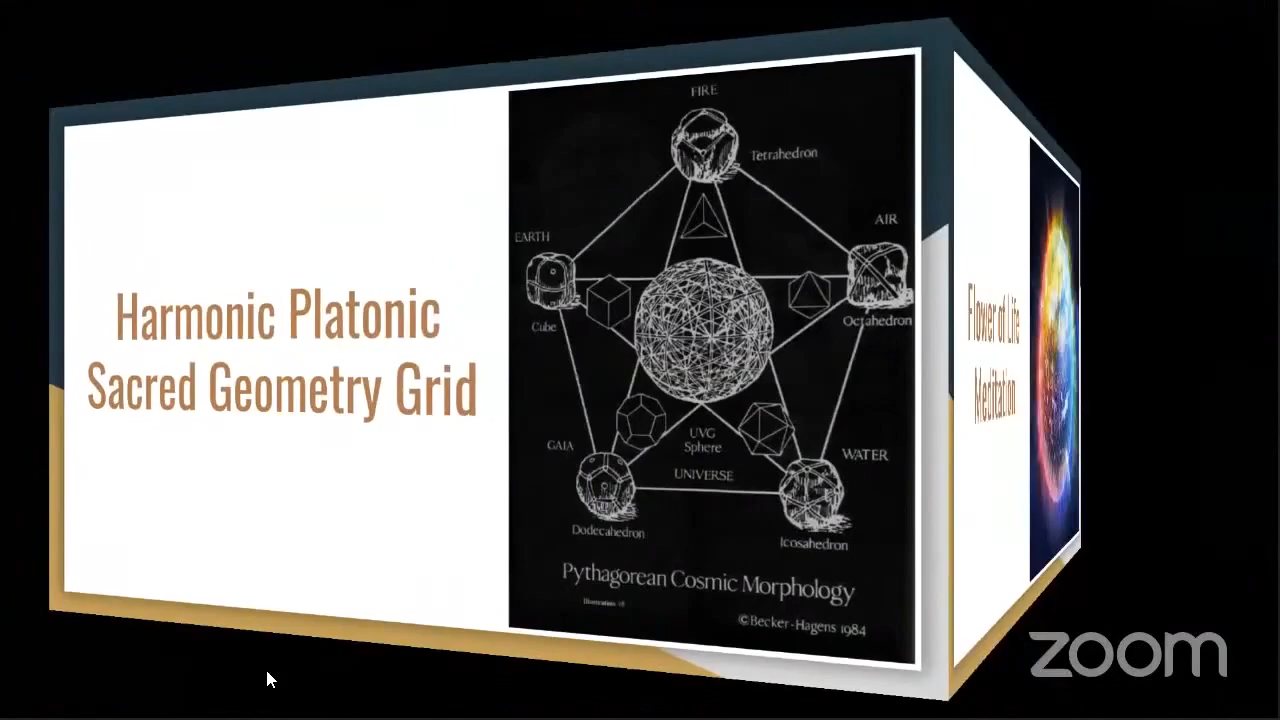 Harmonic Platonic
Sacred Geometry Grid
FIRE
Tetrahedron
AIR
EARTH
Octahedron
Cube
UVG
Sphere
GAIA
WATER
UNIVERSE
Dodecahedron
Icosahedron
Pythagorean Cosmic Morphology
©Becker-Hagens 1984
Flower of Life
Meditation
zoom